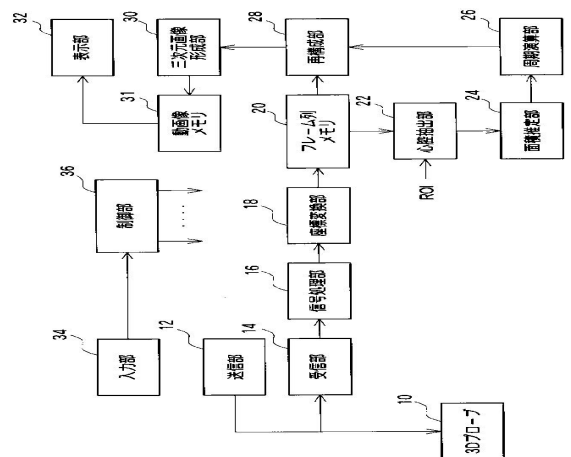 32
表示部
30
三次元画像
形成部
31
動画像
メモリ
28
再構成部
26
周期演算部
20
フレーム列
メモリ
22
心腔抽出部
24
面積推定部
ROI
36
制御部
.....
18
座標変換部
16
信号処理部
34
入力部
12
送信部
14
受信部
10
3Dプローブ